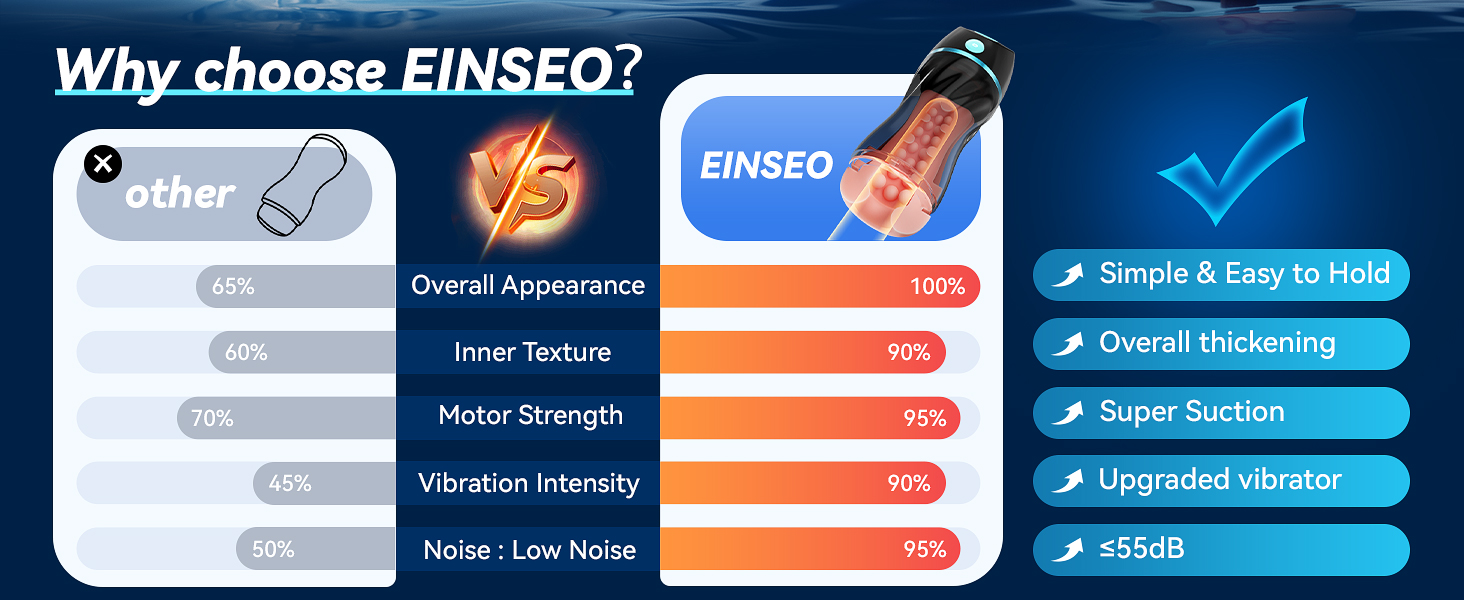 Why choose EINSEO?
other
VS
EINSEO
65%
Overall Appearance
100%
Simple & Easy to Hold
60%
Inner Texture
90%
Overall thickening
70%
Motor Strength
95%
Super Suction
45%
Vibration Intensity
90%
Upgraded vibrator
50%
Noise : Low Noise
95%
≤55dB